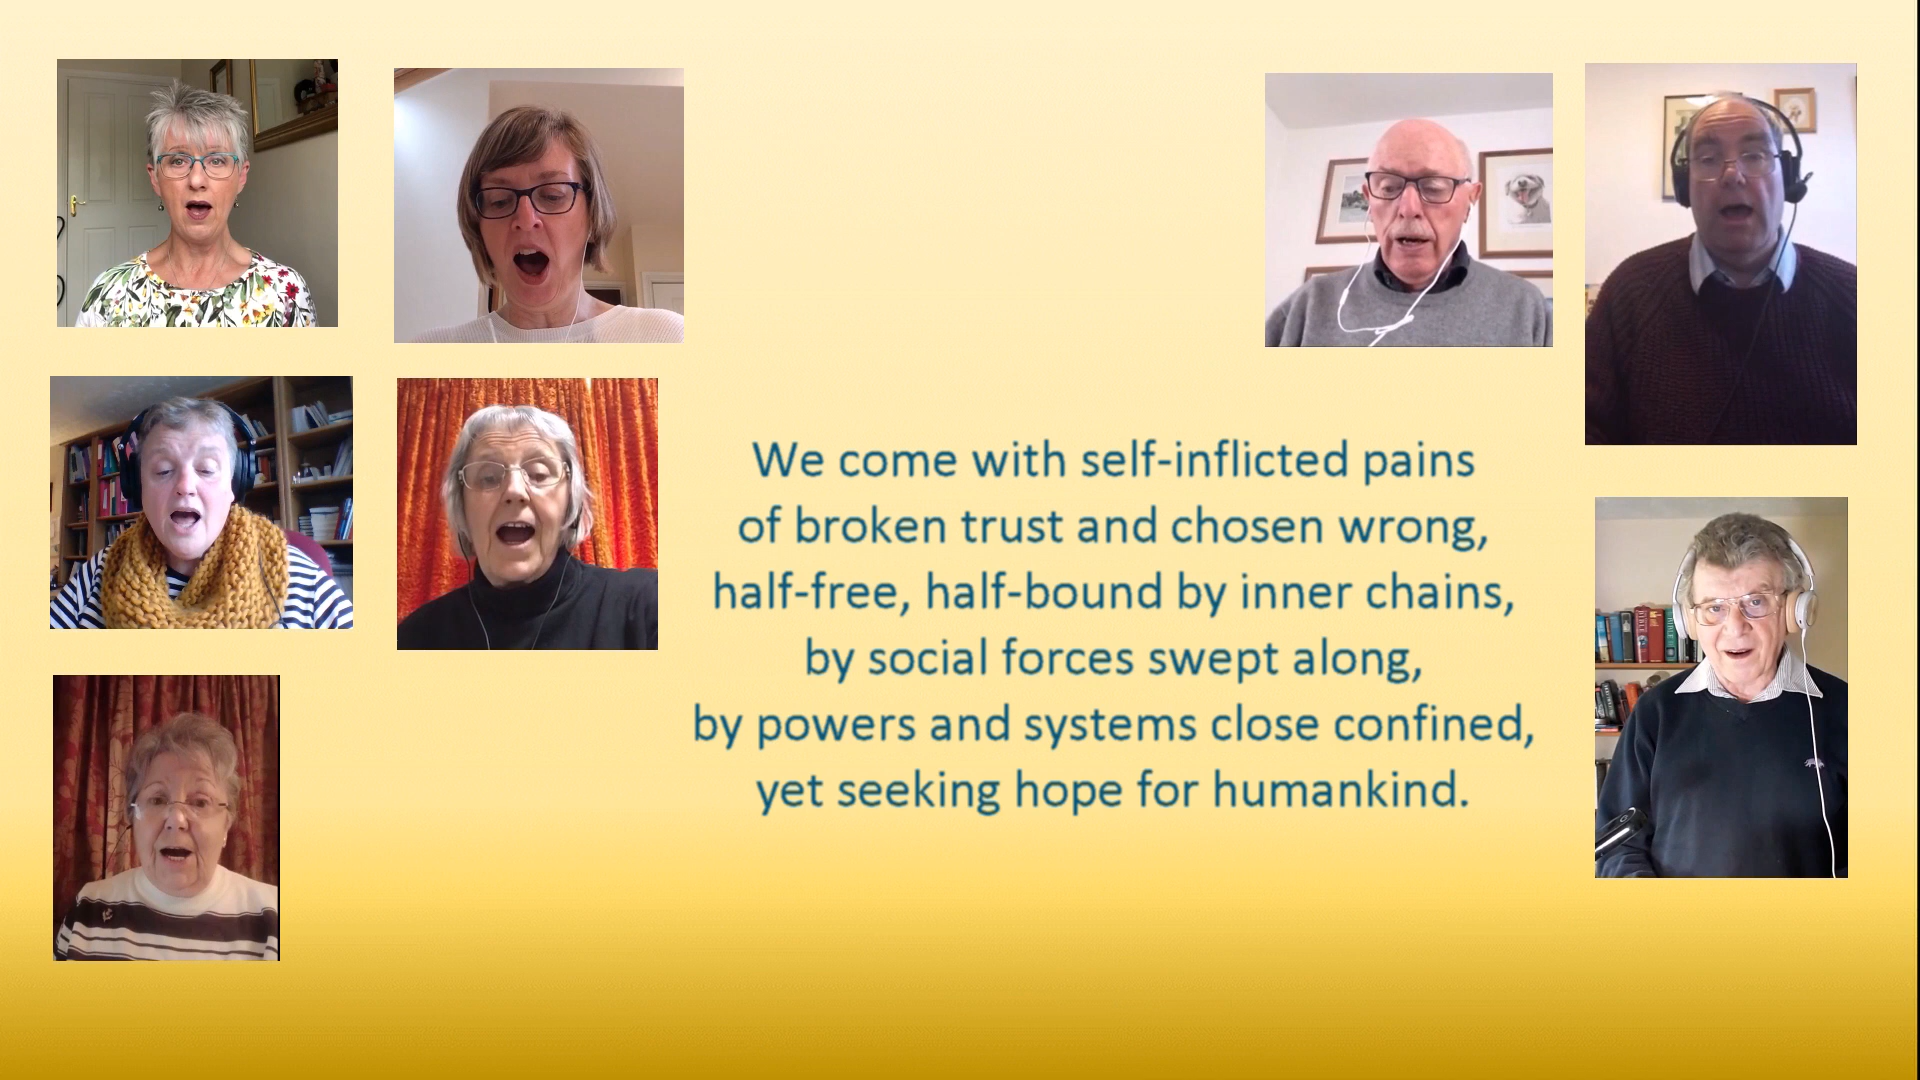 We come with self-inflicted pains
of broken trust and chosen wrong,
half-free, half-bound by inner chains,
by social forces swept along,
by powers and systems close confined,
yet seeking hope for humankind.